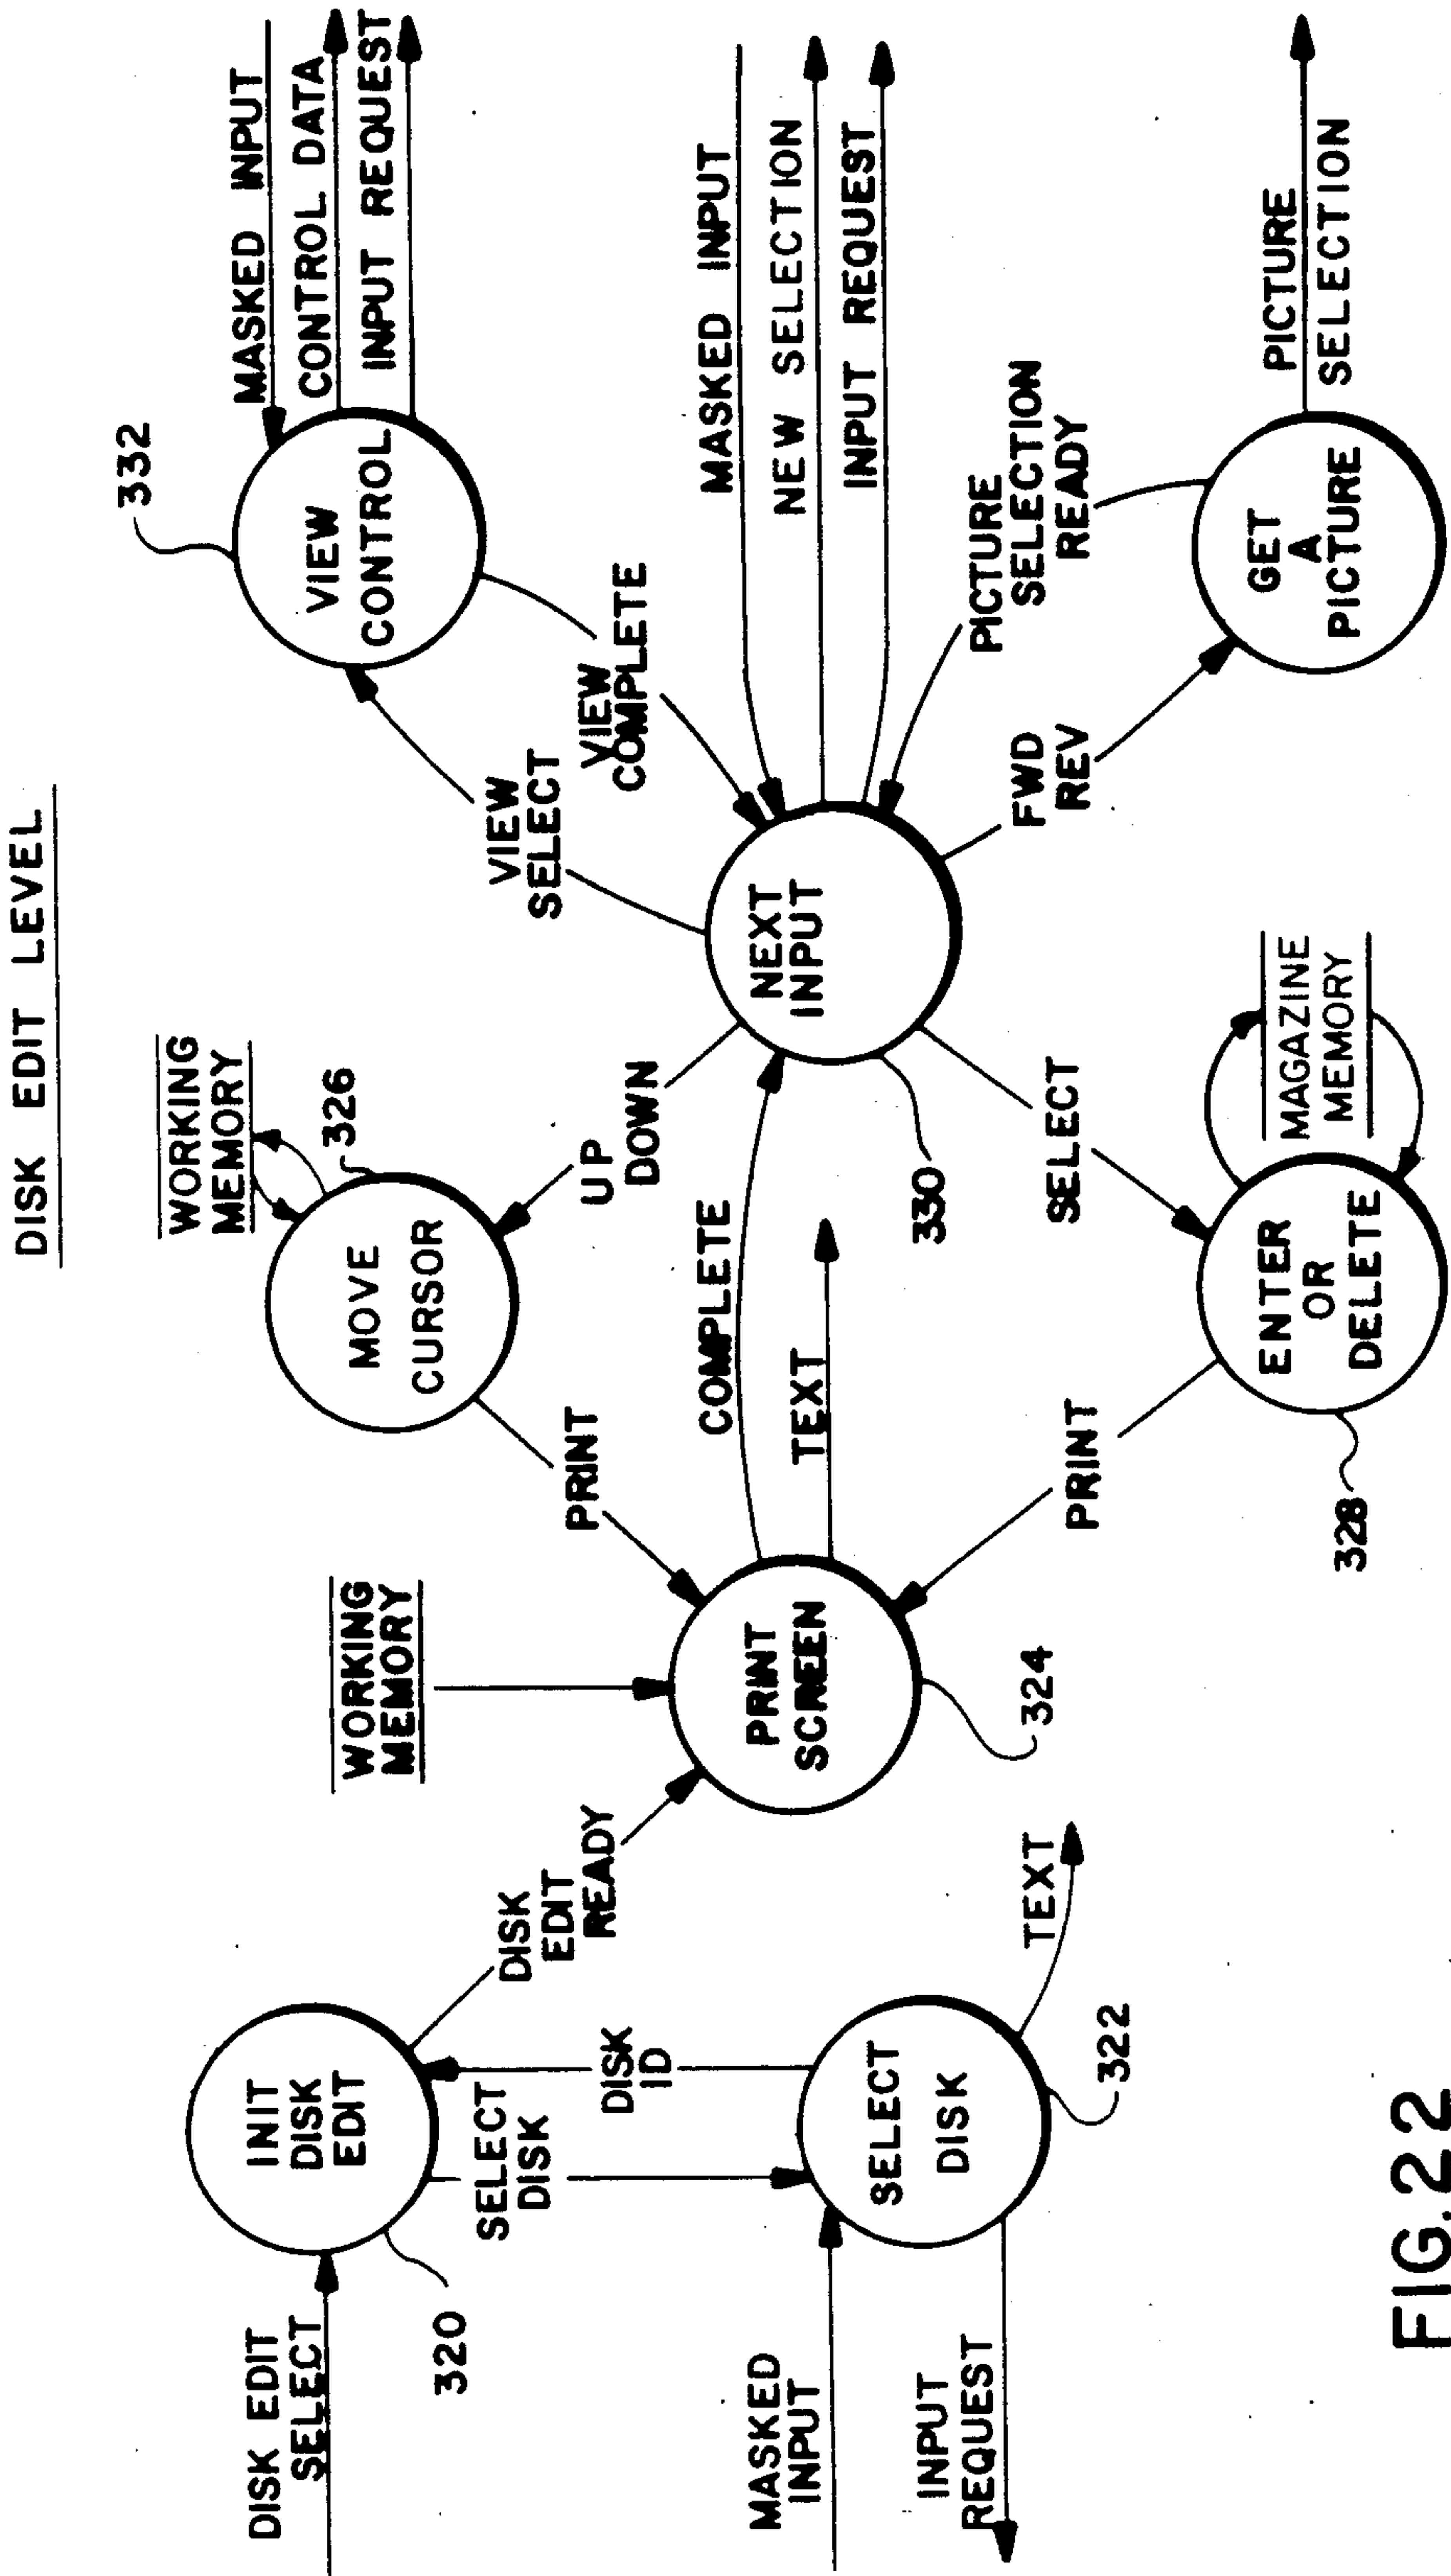 DISK EDIT LEVEL
DISK EDIT
SELECT
320
INIT
DISK
EDIT
SELECT
DISK
DISK
ID
MASKED
INPUT
INPUT
REQUEST
SELECT
DISK
322
TEXT
DISK
EDIT
READY
WORKING
MEMORY
PRINT
SCREEN
324
PRINT
COMPLETE
TEXT
PRINT
WORKING
MEMORY
326
MOVE
CURSOR
UP
DOWN
ENTER
OR
DELETE
328
MAGAZINE
MEMORY
SELECT
330
NEXT
INPUT
VIEW
SELECT
VIEW
COMPLETE
FWD
REV
PICTURE
SELECTION
READY
332
VIEW
CONTROL
MASKED INPUT
CONTROL DATA
INPUT REQUEST
MASKED INPUT
NEW SELECTION
INPUT REQUEST
GET
A
PICTURE
PICTURE
SELECTION
FIG. 22